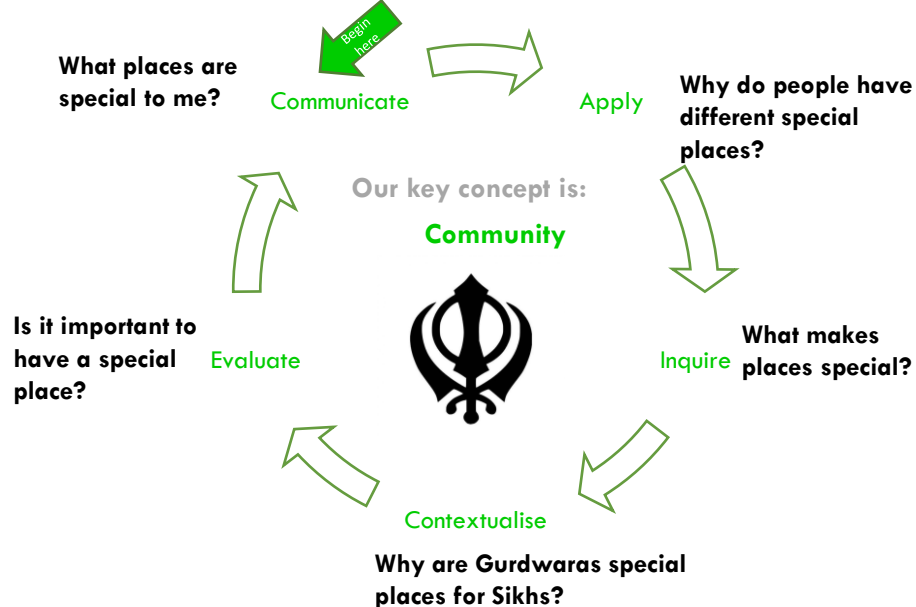 Begin
here
What places are
special to me?
Communicate
Apply
Why do people have
different special
places?
Our key concept is:
Community
What makes
places special?
Inquire
Is it important to
have a special
place?
Evaluate
Contextualise
Why are Gurdwaras special
places for Sikhs?